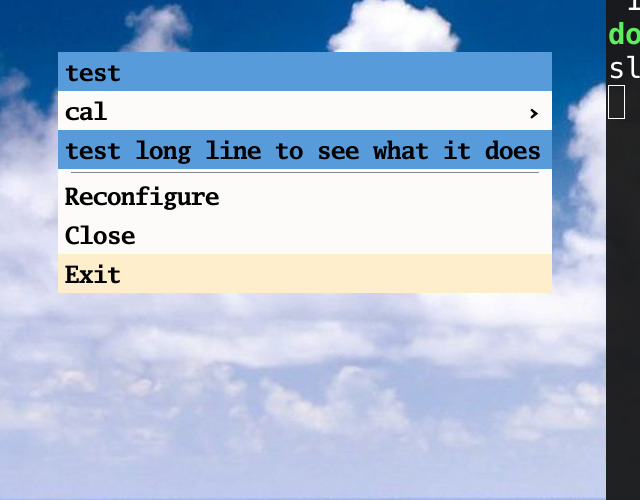 test
cal ›
test long line to see what it does
Reconfigure
Close
Exit
do
sl